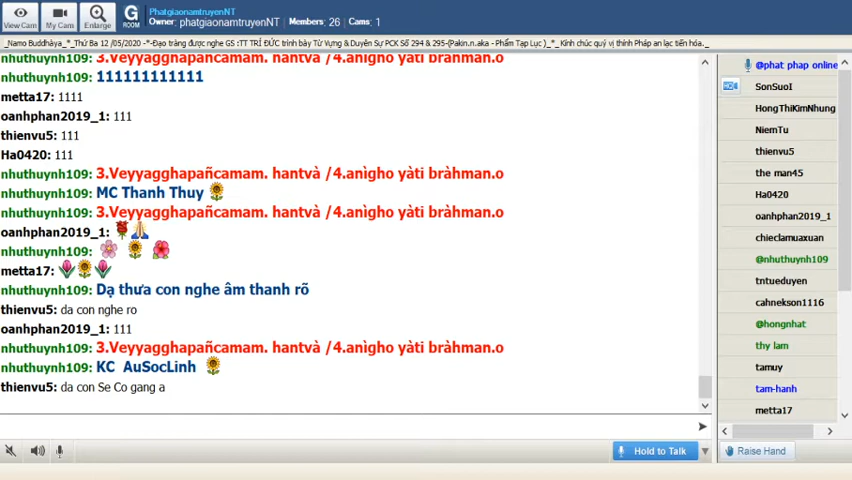 View Cam
My Cam
Enlarge
G
ROOM
PhatgiaonamtruyenNT
Owner: phatgiaonamtruyenNT
Members: 26
Cams: 1
_Namo Buddhàya_*_Thứ Ba 12 /05/2020 -*-Đạo tràng được nghe GS :TT TRÍ ĐỨC trình bày Từ Vựng & Duyên Sự PCK Số 294 & 295-(Pakin.n.aka - Phẩm Tạp Lục )_*_ Kính chúc quý vị thính Pháp an lạc tiến hóa._
nhuthuynh109: 3.Veyyagghapañcamam. hantvà /4.anìgho yàti bràhman.o
nhuthuynh109: 111111111111
metta17: 1111
oanhphan2019_1: 111
thienvu5: 111
Ha0420: 111
nhuthuynh109: 3.Veyyagghapañcamam. hantvà /4.anìgho yàti bràhman.o
nhuthuynh109: MC Thanh Thuy
nhuthuynh109: 3.Veyyagghapañcamam. hantvà /4.anìgho yàti bràhman.o
oanhphan2019_1:
nhuthuynh109:
metta17:
nhuthuynh109: Dạ thưa con nghe âm thanh rõ
thienvu5: da con nghe ro
oanhphan2019_1: 111
nhuthuynh109: 3.Veyyagghapañcamam. hantvà /4.anìgho yàti bràhman.o
nhuthuynh109: KC AuSocLinh
thienvu5: da con Se Co gang a
@phat phap online
SonSuoI
HongThiKimNhung
NiemTu
thienvu5
the man45
Ha0420
oanhphan2019_1
chieclamuaxuan
@nhuthuynh109
tntueduyen
cahnekson1116
@hongnhat
thy lam
tamuy
tam-hanh
metta17
Hold to Talk
Raise Hand